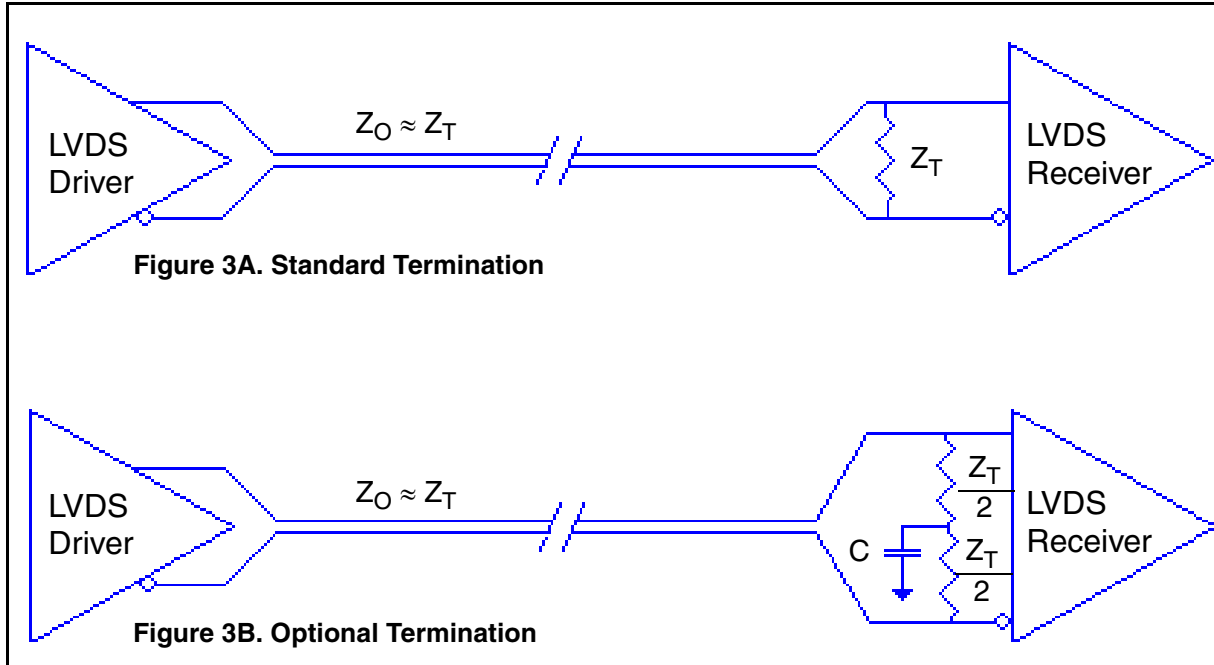 LVDS
Driver
Z_O ≈ Z_T
Z_T
LVDS
Receiver
Figure 3A. Standard Termination
LVDS
Driver
Z_O ≈ Z_T
C
Z_T
2
Z_T
2
LVDS
Receiver
Figure 3B. Optional Termination